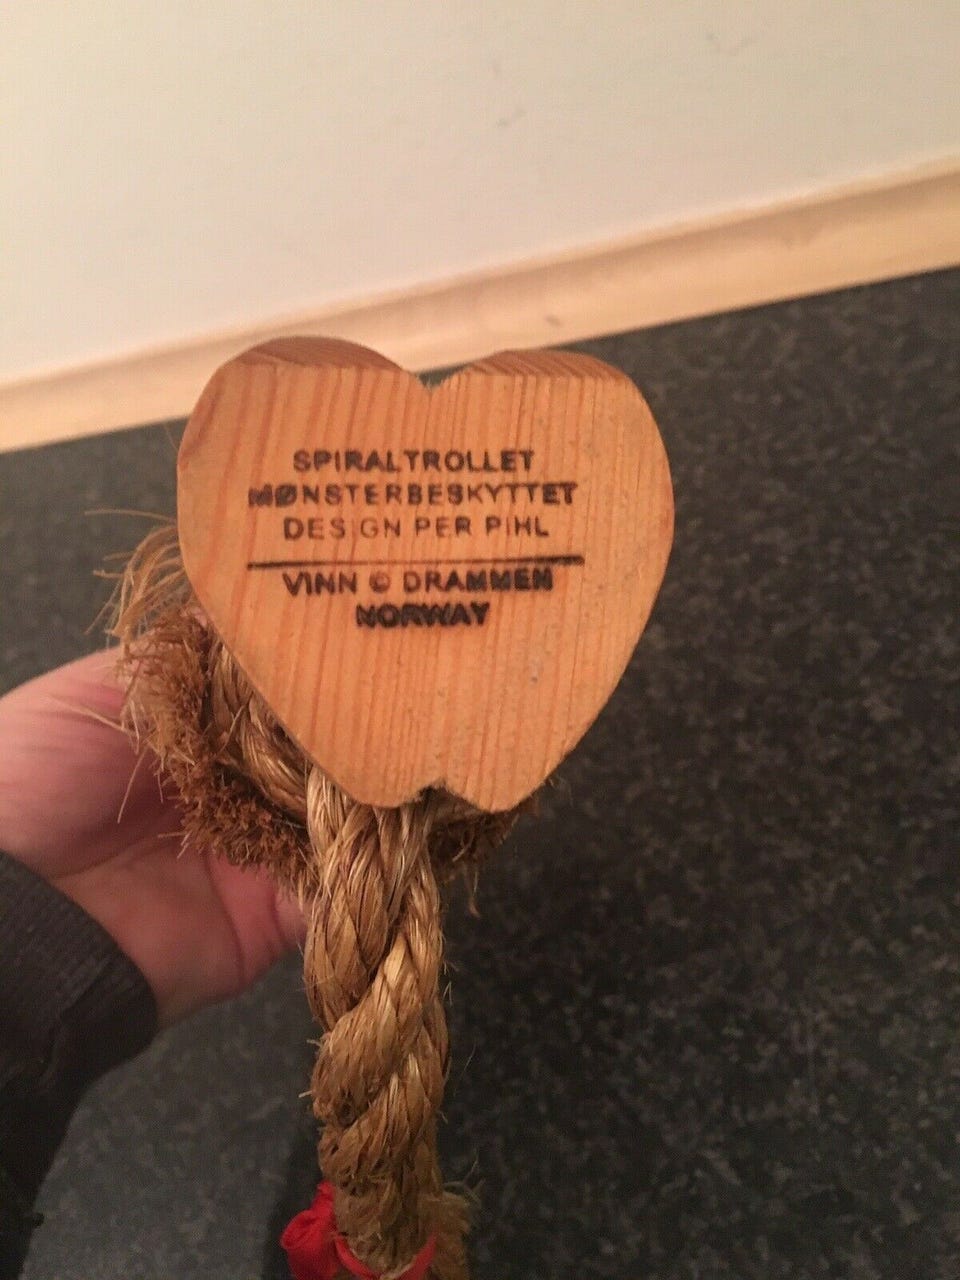 SPIRALTROLLET
MØNSTERBESKYTTET
DESIGN PER PIHL
VINN © DRAMMEN
NORWAY